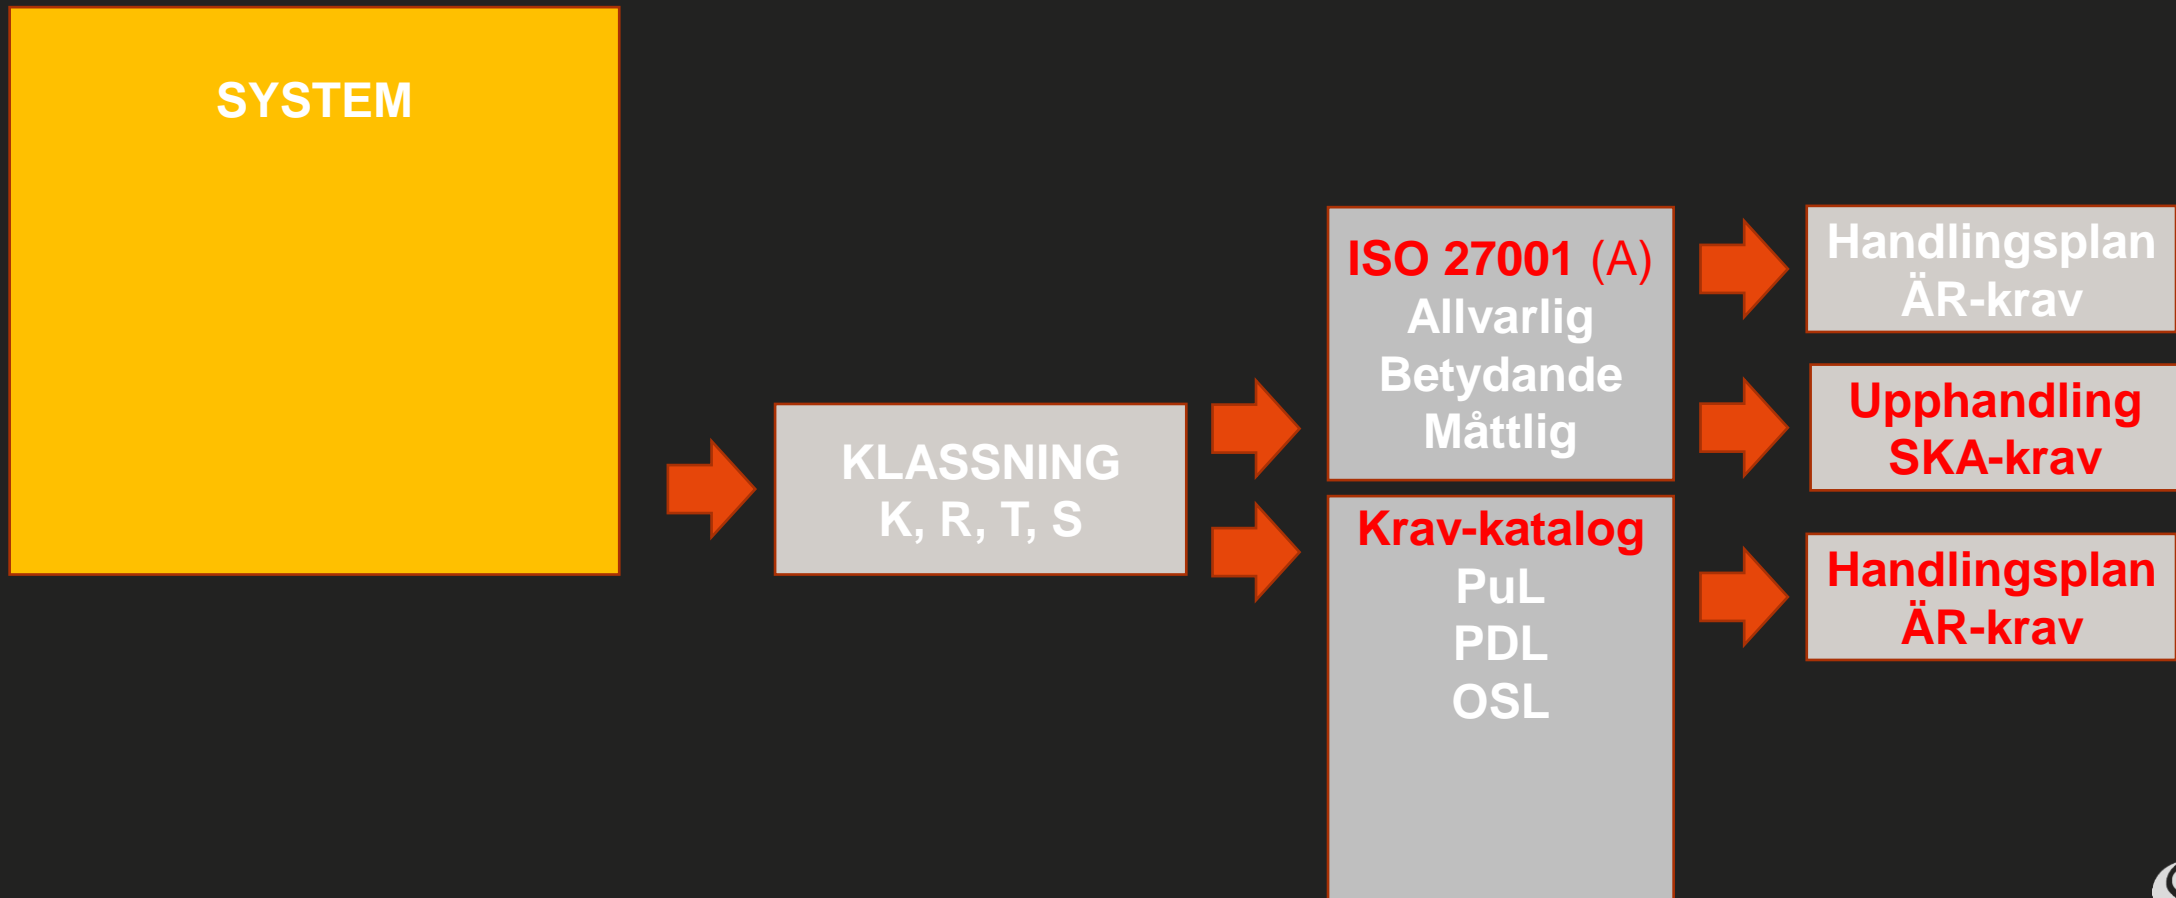 SYSTEM
KLASSNING
K, R, T, S
ISO 27001 (A)
Allvarlig
Betydande
Måttlig
Krav-katalog
PuL
PDL
OSL
Handlingsplan
ÄR-krav
Upphandling
SKA-krav
Handlingsplan
ÄR-krav